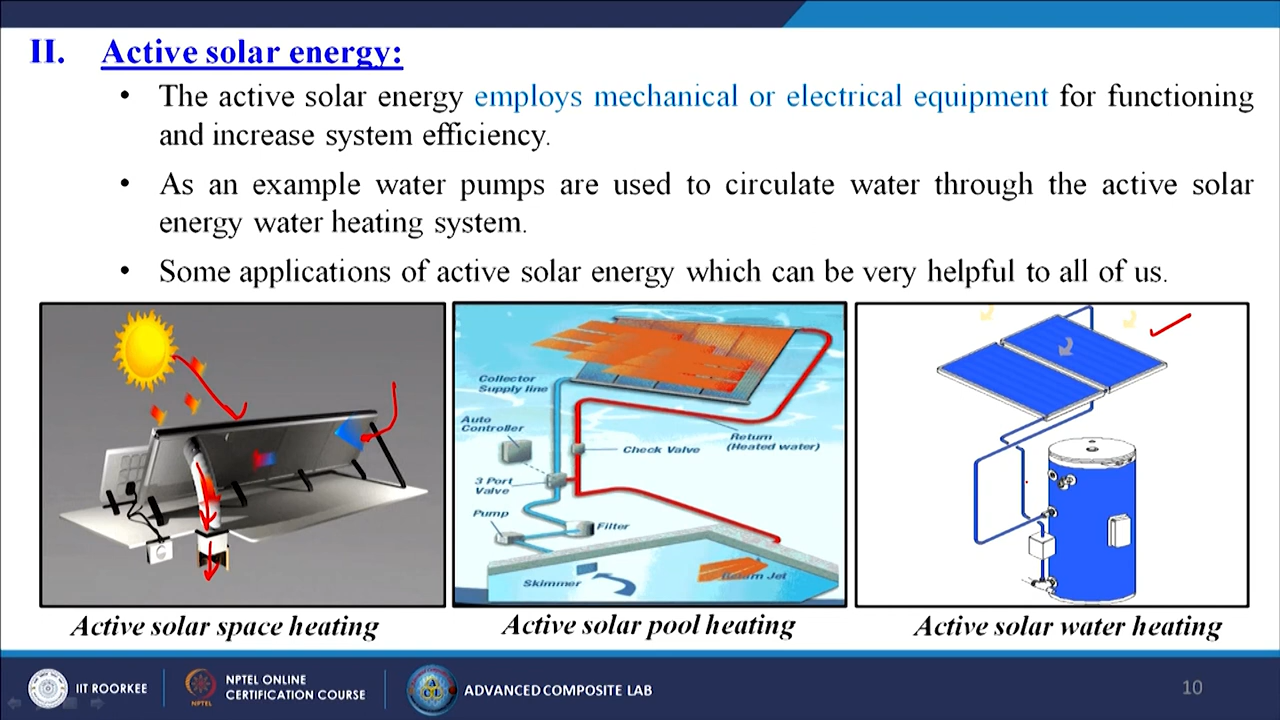 II. Active solar energy:
• The active solar energy employs mechanical or electrical equipment for functioning
and increase system efficiency.
• As an example water pumps are used to circulate water through the active solar
energy water heating system.
• Some applications of active solar energy which can be very helpful to all of us.
Collector
Supply line
Auto
Controller
Return
(Heated water)
Check Valve
3 Port
Valve
Pump
Filter
Skimmer
Return Jet
Active solar space heating
Active solar pool heating
Active solar water heating
IIT ROORKEE
NPTEL
NPTEL ONLINE
CERTIFICATION COURSE
ACL
ADVANCED COMPOSITE LAB
10